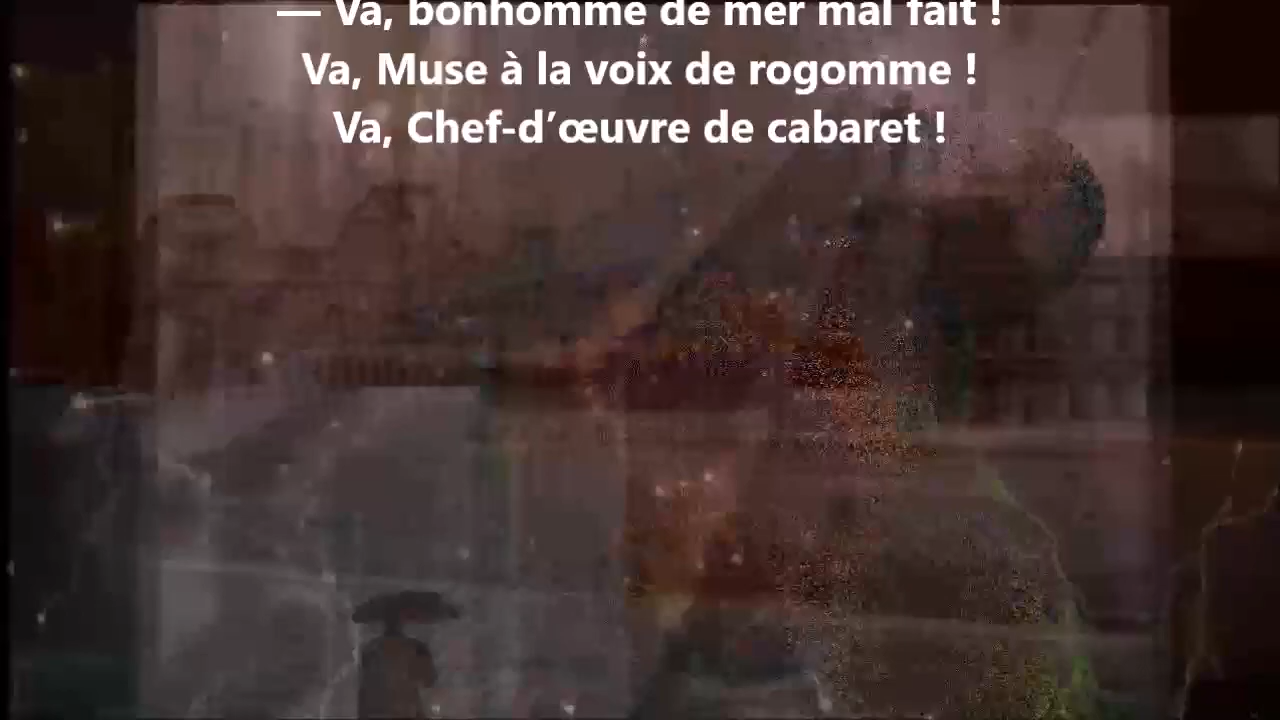 — Va, bonhomme de mer mal fait !
Va, Muse à la voix de rogomme !
Va, Chef-d’œuvre de cabaret !